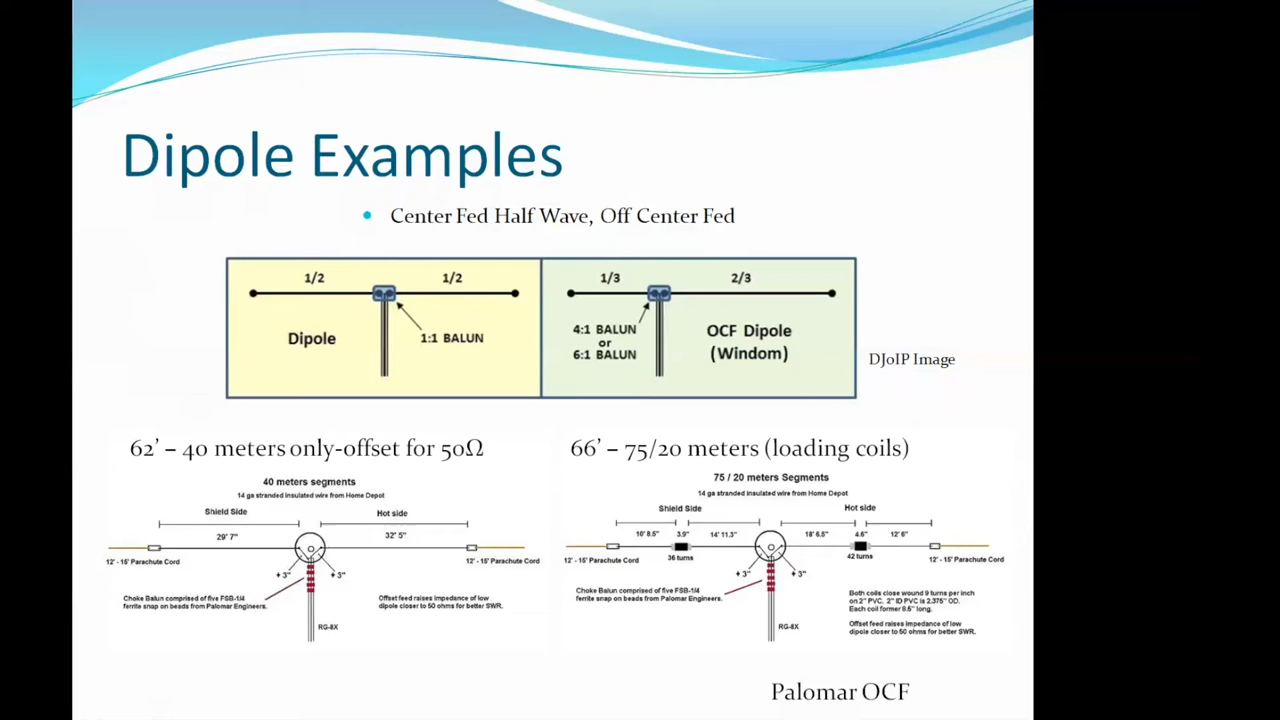 Dipole Examples
• Center Fed Half Wave, Off Center Fed
1/2 1/2
Dipole
1:1 BALUN
1/3 2/3
4:1 BALUN
or
6:1 BALUN
OCF Dipole
(Windom)
DJ0IP Image
62’ – 40 meters only-offset for 50Ω
40 meters segments
14 ga stranded insulated wire from Home Depot
Shield Side
Hot side
29' 7"
32' 5"
12' - 15' Parachute Cord
12' - 15' Parachute Cord
+ 3"
+ 3"
Choke Balun comprised of five FSB-1/4
ferrite snap on beads from Palomar Engineers.
Offset feed raises impedance of low
dipole closer to 50 ohms for better SWR.
RG-8X
66’ – 75/20 meters (loading coils)
75 / 20 meters Segments
14 ga stranded insulated wire from Home Depot
Shield Side
Hot side
10' 8.5" 3.9" 14' 11.3"
18' 6.5" 4.6" 12' 6"
12' - 15' Parachute Cord
36 turns
42 turns
12' - 15' Parachute Cord
+ 3"
+ 3"
Choke Balun comprised of five FSB-1/4
ferrite snap on beads from Palomar Engineers.
Both coils close wound 9 turns per inch
on 2" PVC. 2" ID PVC is 2.375" OD.
Each coil former 8.5" long.
Offset feed raises impedance of low
dipole closer to 50 ohms for better SWR.
RG-8X
Palomar OCF